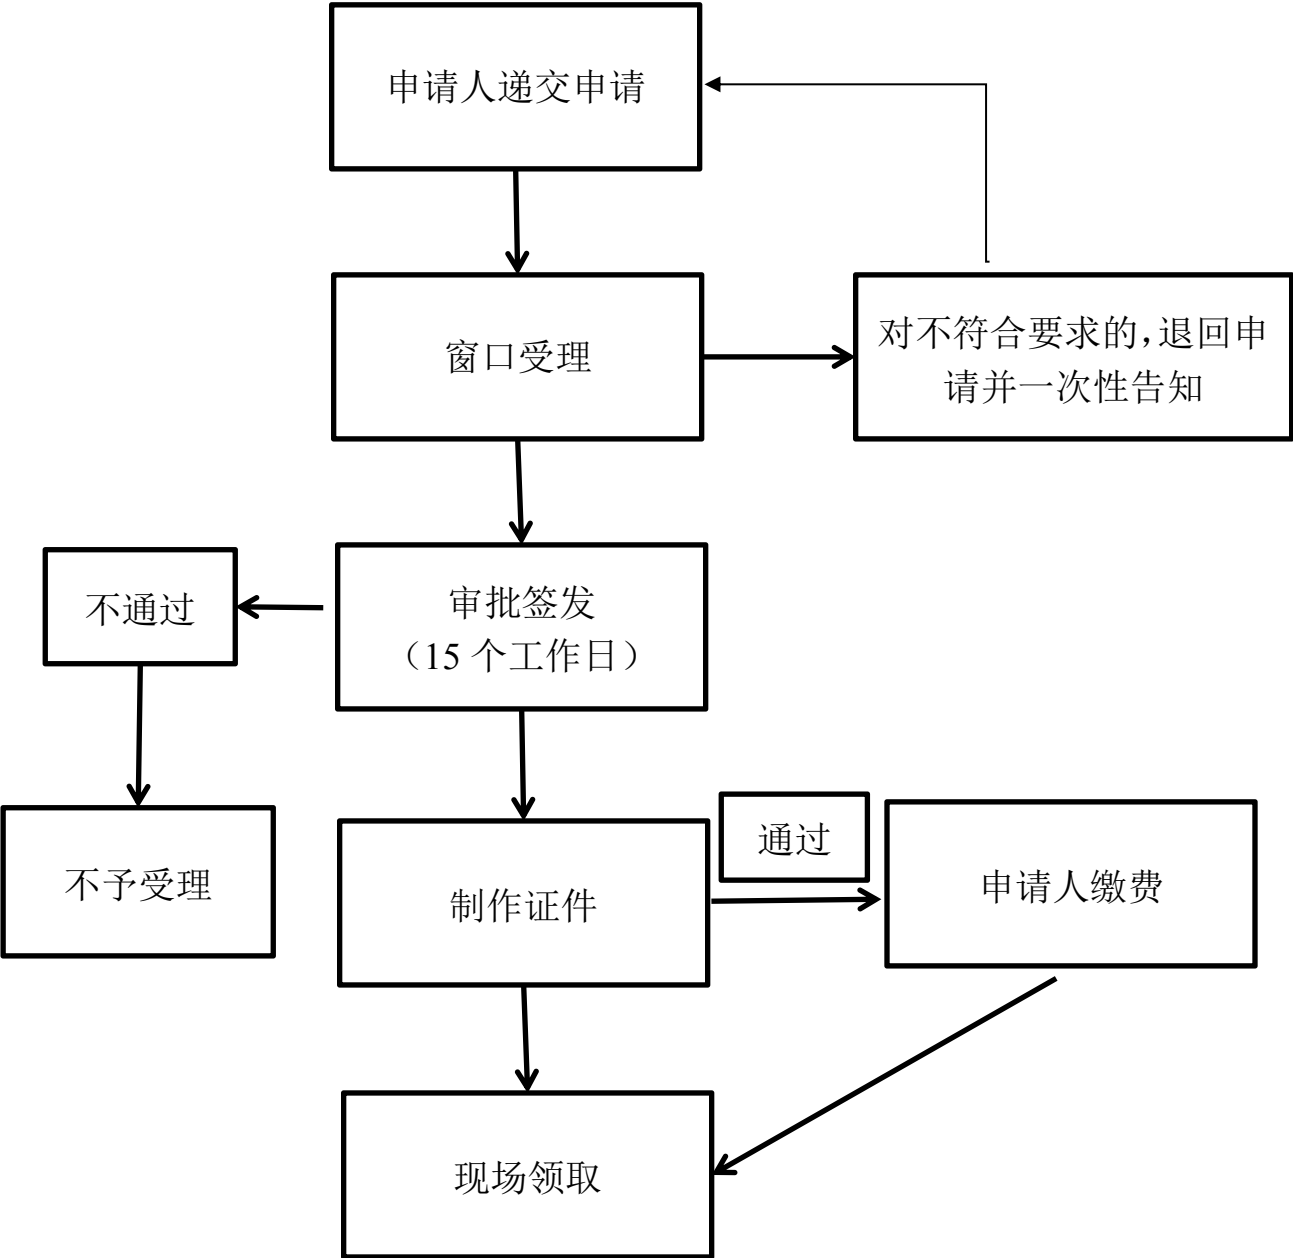 申请人递交申请
窗口受理
对不符合要求的，退回申
请并一次性告知
不通过
审批签发
（15 个工作日）
不予受理
制作证件
通过
申请人缴费
现场领取